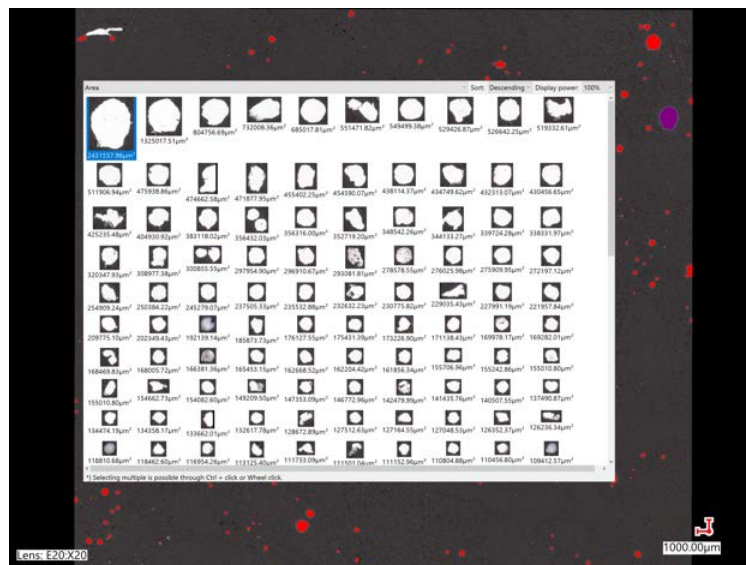 Area Sort: Descending Display power: 100%
2431557.96µm² 1325017.51µm² 804756.69µm² 732008.36µm² 685017.81µm² 551471.82µm² 549499.38µm² 529426.87µm² 526642.25µm² 519332.61µm²
511906.94µm² 475938.86µm² 474662.58µm² 471877.95µm² 455402.25µm² 454590.07µm² 438114.37µm² 434749.62µm² 432313.07µm² 430456.65µm²
425235.48µm² 404930.92µm² 383118.02µm² 356432.03µm² 356316.00µm² 352719.20µm² 348542.26µm² 344133.27µm² 339724.28µm² 338331.97µm²
320347.93µm² 308977.38µm² 300855.55µm² 297954.90µm² 296910.67µm² 293081.81µm² 278578.55µm² 276025.98µm² 275909.95µm² 272197.12µm²
254909.24µm² 250384.22µm² 245279.07µm² 237505.33µm² 235532.88µm² 232632.23µm² 230775.82µm² 229035.43µm² 227991.19µm² 221957.84µm²
209775.10µm² 202349.43µm² 192139.14µm² 185873.73µm² 176127.55µm² 175431.39µm² 173228.90µm² 171138.43µm² 169978.17µm² 169282.01µm²
168469.83µm² 168005.72µm² 166381.36µm² 165453.15µm² 162668.52µm² 162204.42µm² 161856.34µm² 155706.96µm² 155242.86µm² 155010.80µm²
155010.80µm² 154662.73µm² 154082.60µm² 149209.50µm² 147353.09µm² 146772.96µm² 142479.99µm² 141435.76µm² 140507.55µm² 137490.87µm²
134474.19µm² 134358.17µm² 133662.01µm² 132617.78µm² 128672.89µm² 127512.63µm² 127164.55µm² 127048.53µm² 126352.37µm² 126236.34µm²
118810.68µm² 118462.60µm² 116954.26µm² 113125.40µm² 111733.09µm² 111501.04µm² 111152.96µm² 110804.88µm² 110456.80µm² 109412.57µm²
*) Selecting multiple is possible through Ctrl + click or Wheel click.
Lens: E20:X20
1000.00µm